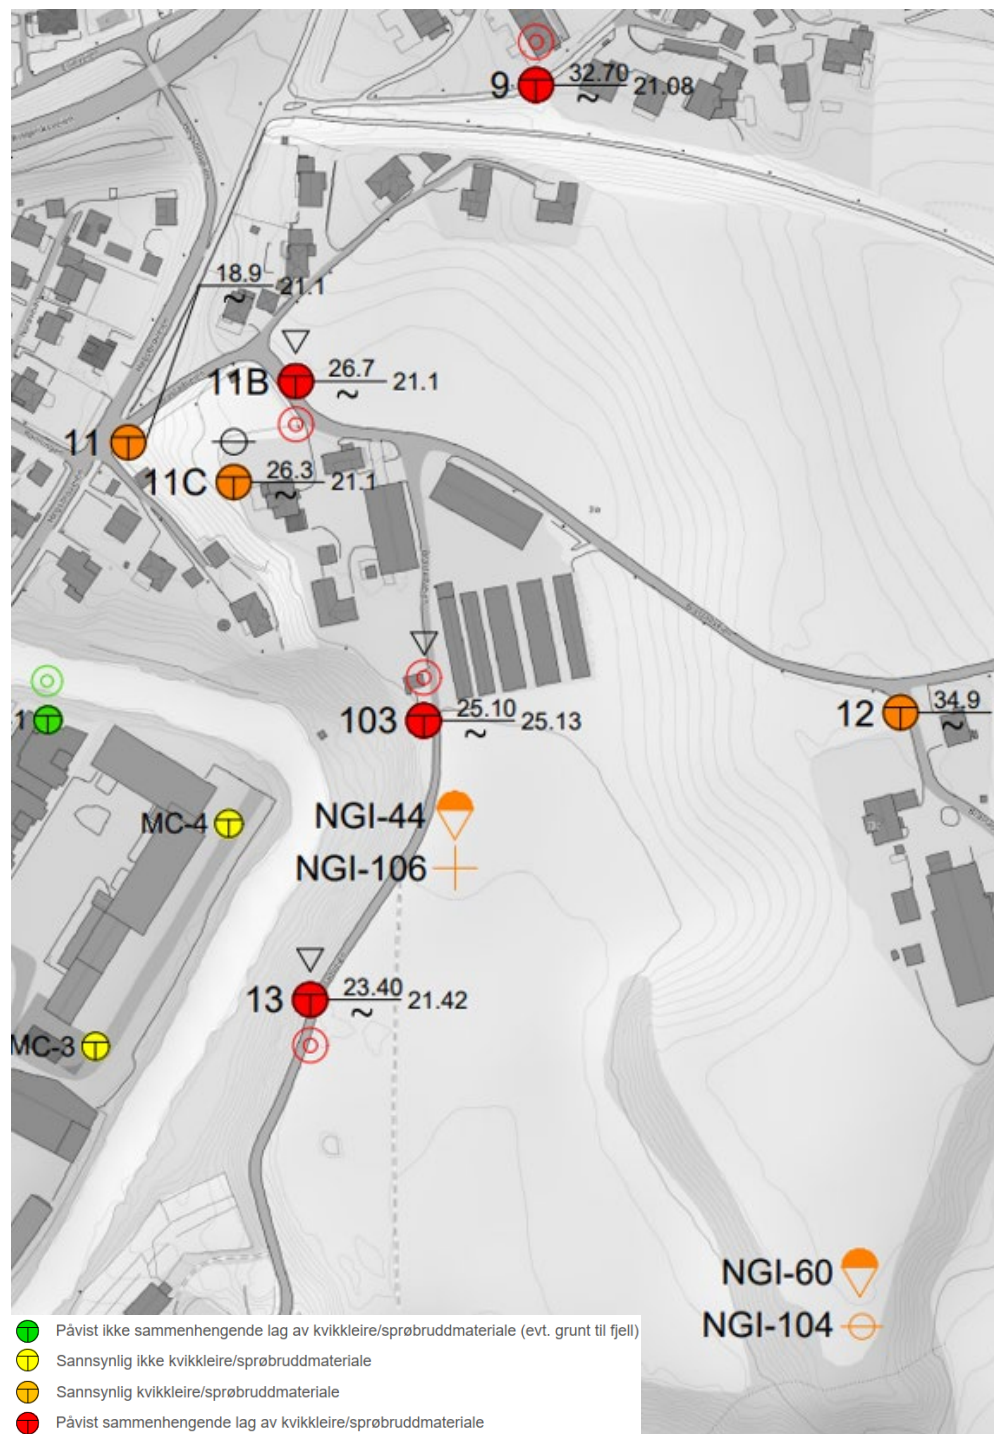 9
32.70
21.08
~
18.9
21.1
~
11B
26.7
21.1
~
11
11C
26.3
21.1
~
103
25.10
25.13
~
12
34.9
~
1
MC-4
NGI-44
NGI-106
13
23.40
21.42
~
MC-3
NGI-60
NGI-104
Påvist ikke sammenhengende lag av kvikkleire/sprøbruddmateriale (evt. grunt til fjell)
Sannsynlig ikke kvikkleire/sprøbruddmateriale
Sannsynlig kvikkleire/sprøbruddmateriale
Påvist sammenhengende lag av kvikkleire/sprøbruddmateriale